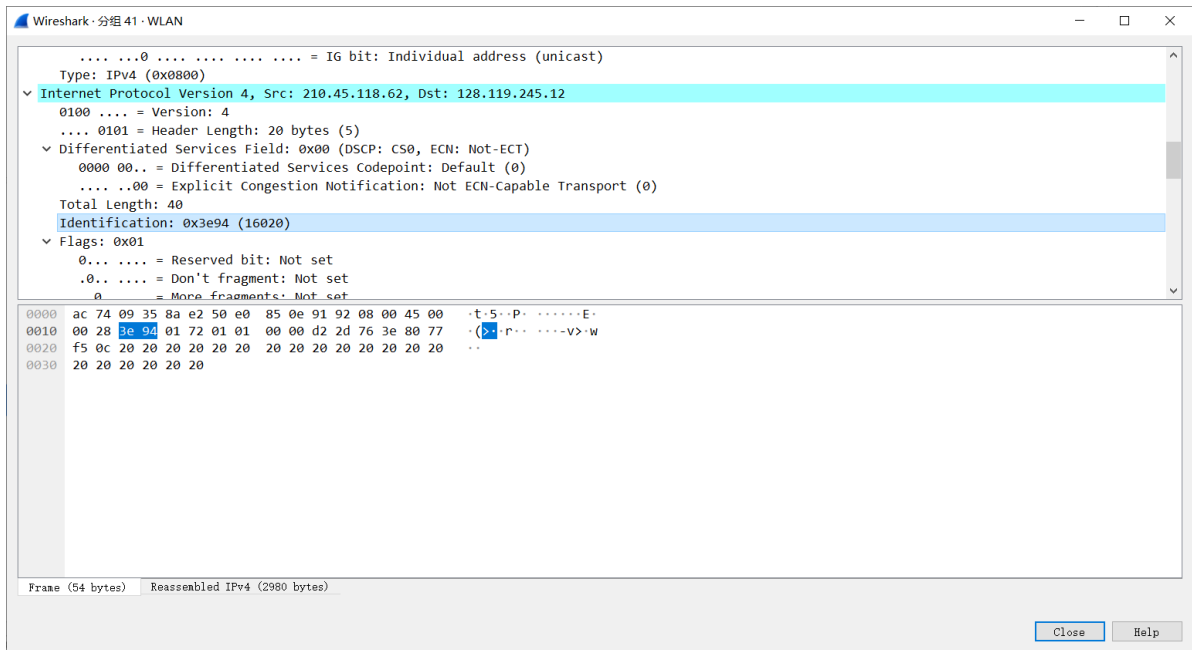 Wireshark · 分组 41 · WLAN
.... ...0 .... .... .... .... = IG bit: Individual address (unicast)
Type: IPv4 (0x0800)
Internet Protocol Version 4, Src: 210.45.118.62, Dst: 128.119.245.12
0100 .... = Version: 4
.... 0101 = Header Length: 20 bytes (5)
Differentiated Services Field: 0x00 (DSCP: CS0, ECN: Not-ECT)
0000 00.. = Differentiated Services Codepoint: Default (0)
.... ..00 = Explicit Congestion Notification: Not ECN-Capable Transport (0)
Total Length: 40
Identification: 0x3e94 (16020)
Flags: 0x01
0... .... = Reserved bit: Not set
.0.. .... = Don't fragment: Not set
..0. .... = More fragments: Not set
0000 ac 74 09 35 8a e2 50 e0 85 0e 91 92 08 00 45 00 ·t·5··P· ······E·
0010 00 28 3e 94 01 72 01 01 00 00 d2 2d 76 3e 80 77 ·(>··r·· ···-v>·w
0020 f5 0c 20 20 20 20 20 20 20 20 20 20 20 20 20 20 ··
0030 20 20 20 20 20 20
Frame (54 bytes) Reassembled IPv4 (2980 bytes)
Close Help